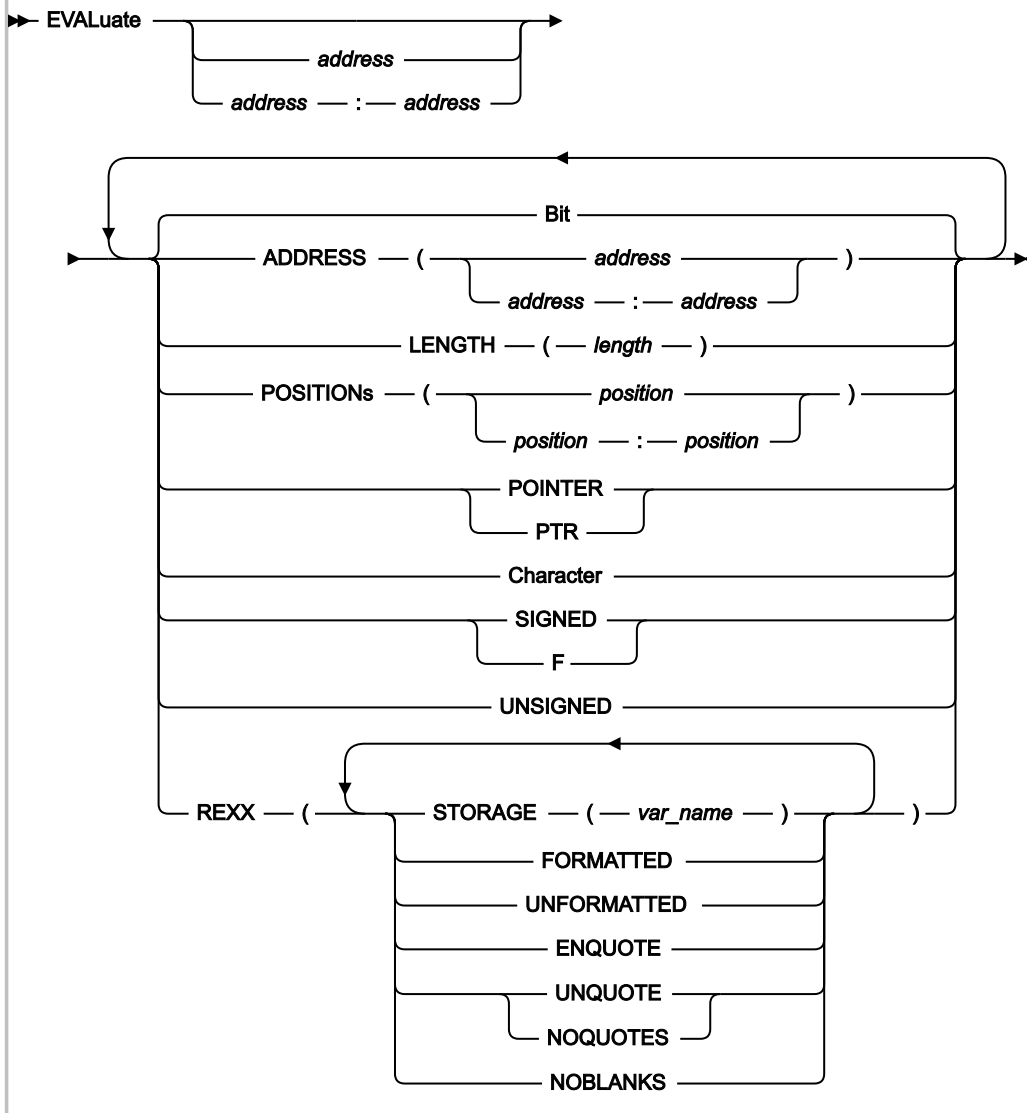 EVALuate
address
address : address
Bit
ADDRESS ( address )
address : address
LENGTH ( length )
POSITIONs ( position )
position : position
POINTER
PTR
Character
SIGNED
F
UNSIGNED
REXX ( STORAGE ( var_name ) )
FORMATTED
UNFORMATTED
ENQUOTE
UNQUOTE
NOQUOTES
NOBLANKS